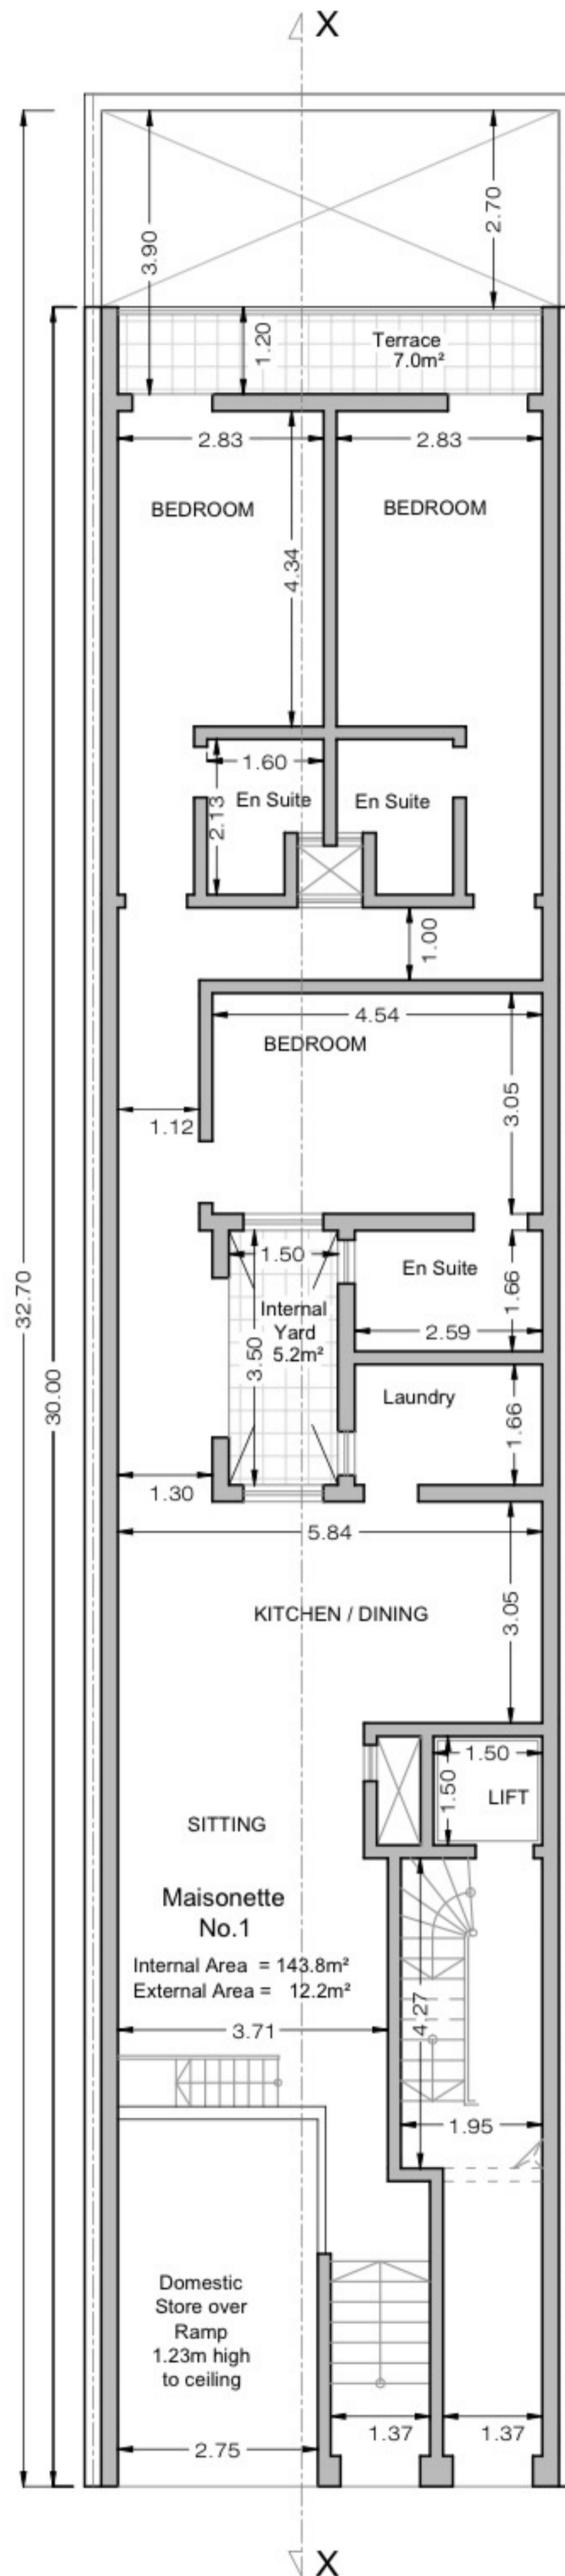 X
3.90
2.70
1.20
Terrace
7.0m²
2.83
2.83
BEDROOM
BEDROOM
4.34
1.60
En Suite
En Suite
2.13
1.00
4.54
BEDROOM
3.05
1.12
1.50
En Suite
Internal
Yard
5.2m²
3.50
1.66
2.59
32.70
30.00
Laundry
1.66
1.30
5.84
KITCHEN / DINING
3.05
1.50
1.50
LIFT
SITTING
Maisonette
No.1
Internal Area = 143.8m²
External Area = 12.2m²
4.27
3.71
1.95
Domestic
Store over
Ramp
1.23m high
to ceiling
1.37
1.37
2.75
X